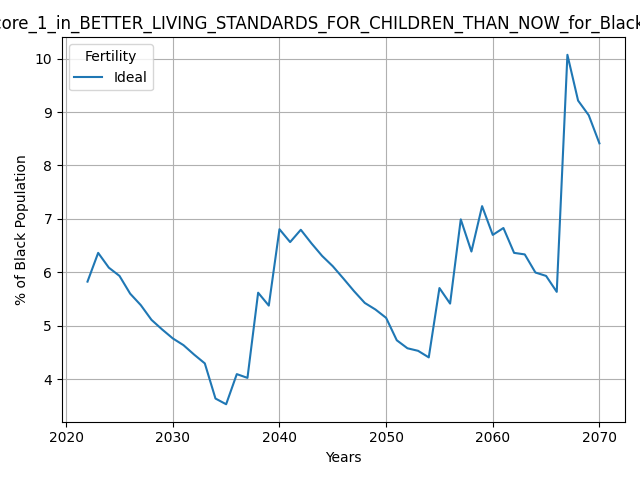 core_1_in_BETTER_LIVING_STANDARDS_FOR_CHILDREN_THAN_NOW_for_Black
Fertility
Ideal
10
9
8
7
6
5
4
% of Black Population
2020 2030 2040 2050 2060 2070
Years